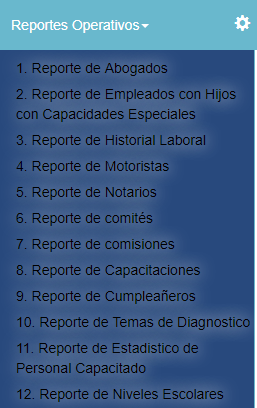 Reportes Operativos
1. Reporte de Abogados
2. Reporte de Empleados con Hijos
con Capacidades Especiales
3. Reporte de Historial Laboral
4. Reporte de Motoristas
5. Reporte de Notarios
6. Reporte de comités
7. Reporte de comisiones
8. Reporte de Capacitaciones
9. Reporte de Cumpleañeros
10. Reporte de Temas de Diagnostico
11. Reporte de Estadistico de
Personal Capacitado
12. Reporte de Niveles Escolares